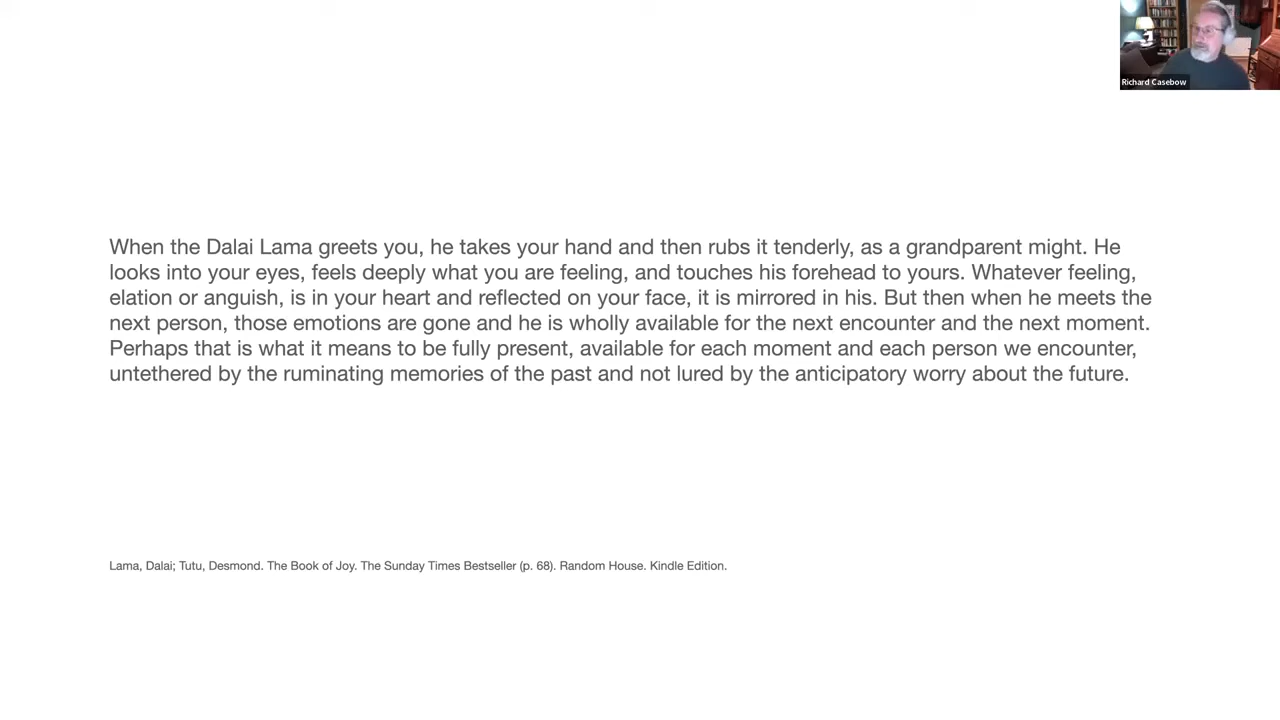 Richard Casebow
When the Dalai Lama greets you, he takes your hand and then rubs it tenderly, as a grandparent might. He
looks into your eyes, feels deeply what you are feeling, and touches his forehead to yours. Whatever feeling,
elation or anguish, is in your heart and reflected on your face, it is mirrored in his. But then when he meets the
next person, those emotions are gone and he is wholly available for the next encounter and the next moment.
Perhaps that is what it means to be fully present, available for each moment and each person we encounter,
untethered by the ruminating memories of the past and not lured by the anticipatory worry about the future.
Lama, Dalai; Tutu, Desmond. The Book of Joy. The Sunday Times Bestseller (p. 68). Random House. Kindle Edition.